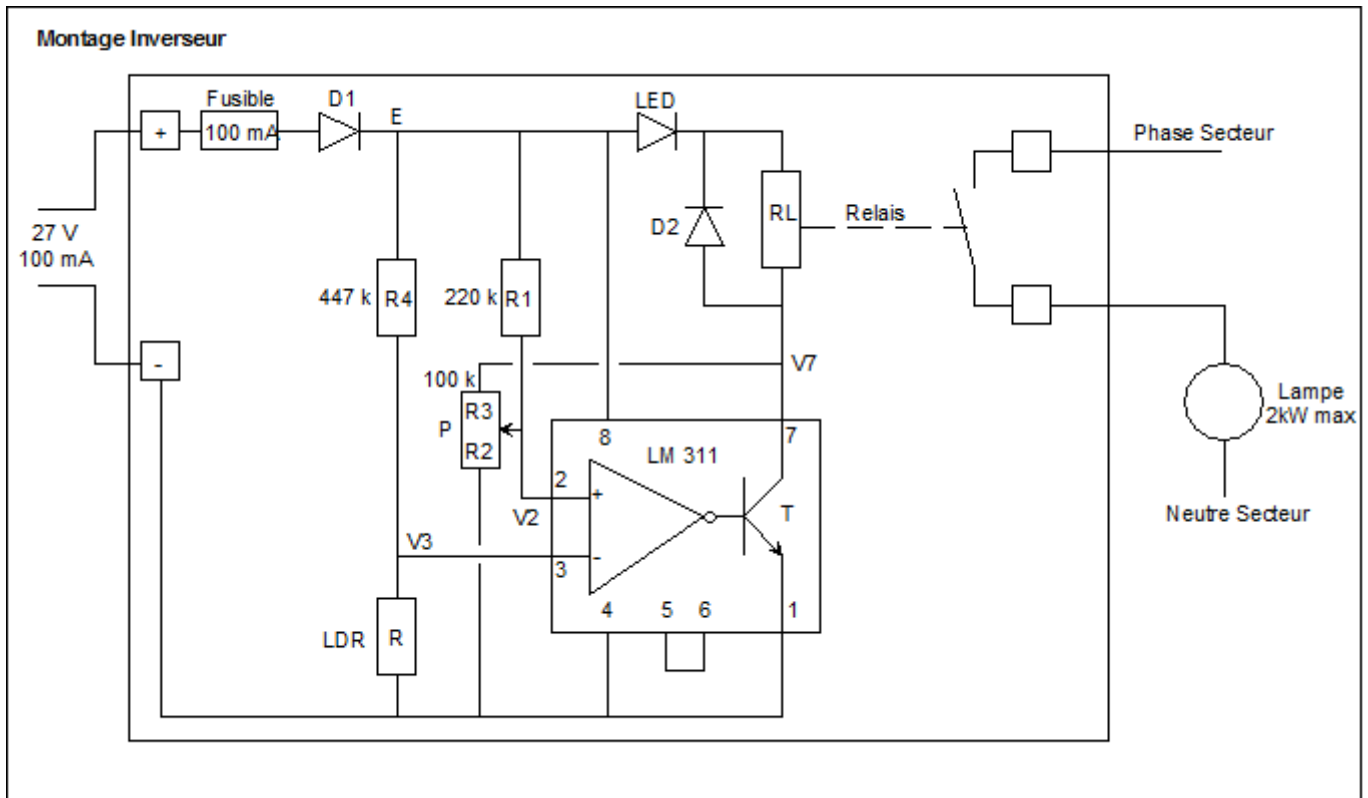 Montage Inverseur
Fusible
D1
E
LED
+
100 mA
Phase Secteur
27 V
100 mA
D2
RL
Relais
447 k
R4
220 k
R1
-
V7
100 k
P
R3
R2
Lampe
2kW max
8
7
LM 311
2
+
T
V2
Neutre Secteur
V3
3
-
4
5
6
1
LDR
R